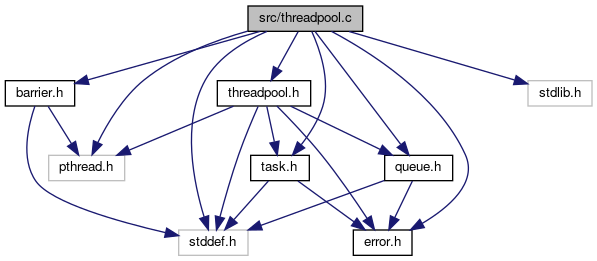 src/threadpool.c
barrier.h
threadpool.h
stdlib.h
pthread.h
task.h
queue.h
stddef.h
error.h